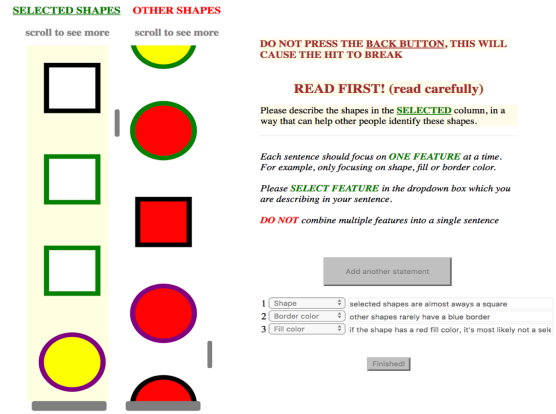 SELECTED SHAPES
OTHER SHAPES
scroll to see more
scroll to see more
DO NOT PRESS THE BACK BUTTON, THIS WILL
CAUSE THE HIT TO BREAK
READ FIRST! (read carefully)
Please describe the shapes in the SELECTED column, in a
way that can help other people identify these shapes.
Each sentence should focus on ONE FEATURE at a time.
For example, only focusing on shape, fill or border color.
Please SELECT FEATURE in the dropdown box which you
are describing in your sentence.
DO NOT combine multiple features into a single sentence
Add another statement
1 Shape selected shapes are almost aways a square
2 Border color other shapes rarely have a blue border
3 Fill color if the shape has a red fill color, it's most likely not a sele
Finished!